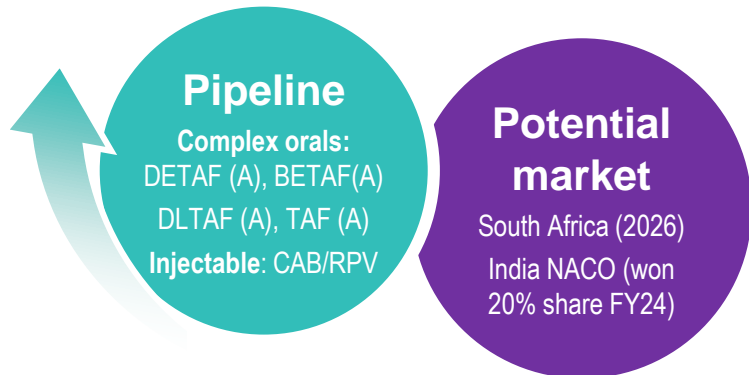 Pipeline
Complex orals:
DETAF (A), BETAF(A)
DLTAF (A), TAF (A)
Injectable: CAB/RPV
Potential
market
South Africa (2026)
India NACO (won
20% share FY24)